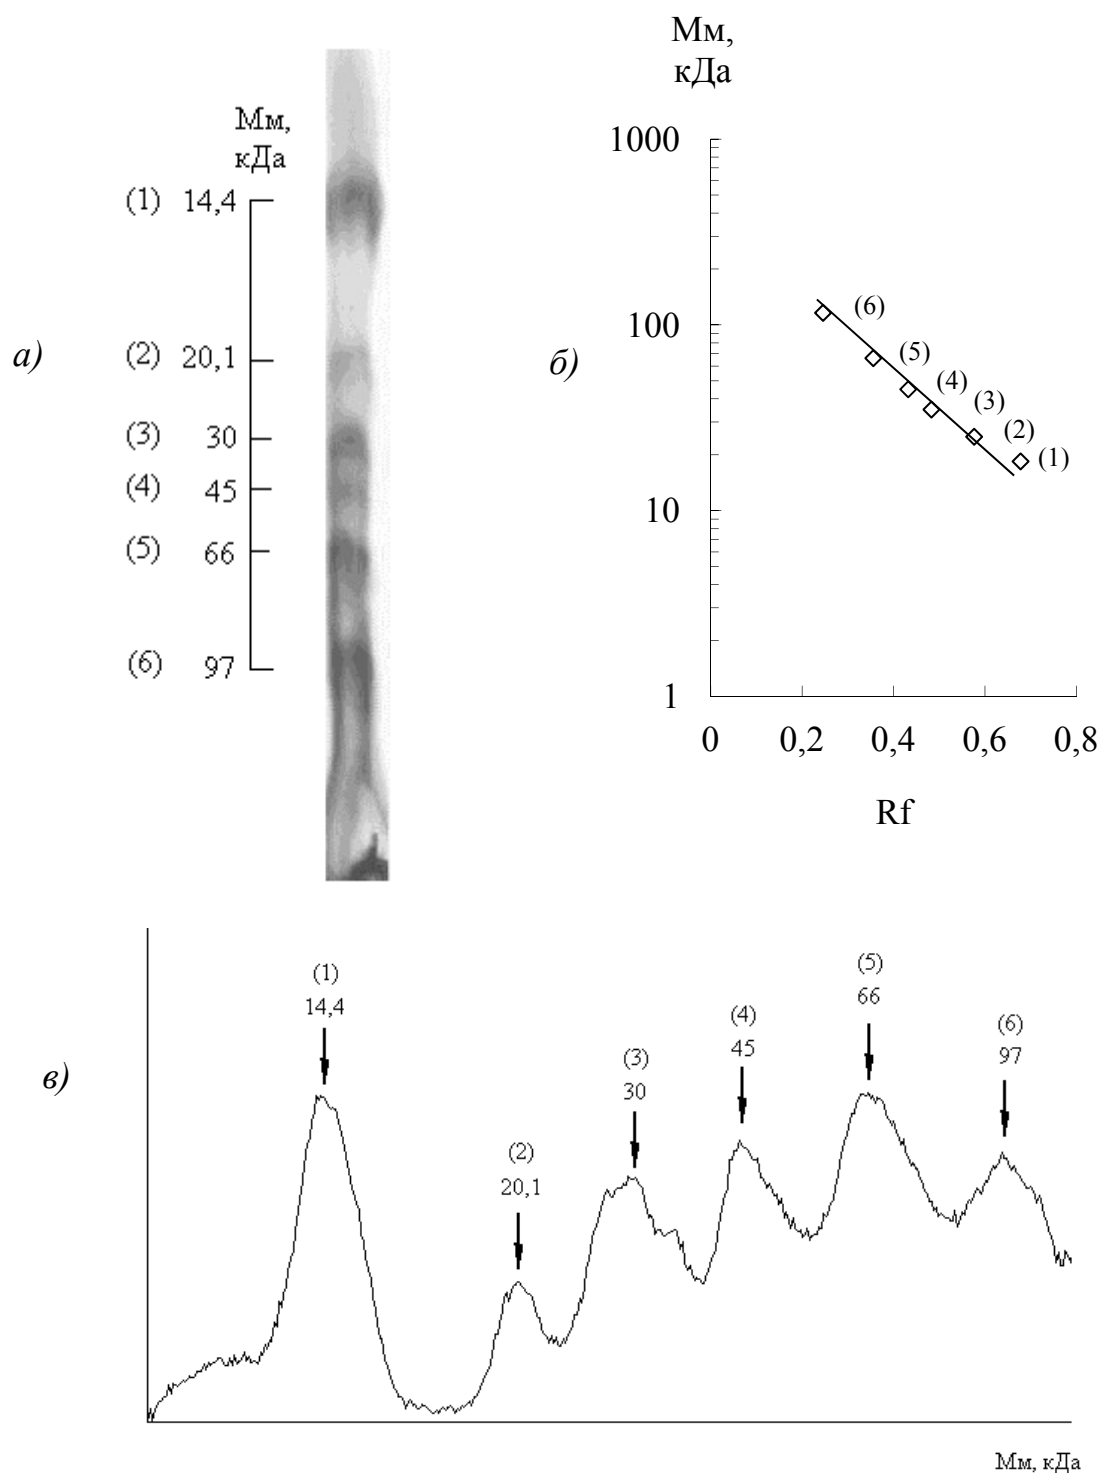 а)
Мм,
кДа
(1) 14,4
(2) 20,1
(3) 30
(4) 45
(5) 66
(6) 97
б)
Мм,
кДа
1000
100
10
1
0 0,2 0,4 0,6 0,8
Rf
(6)
(5)
(4)
(3)
(2)
(1)
в)
(1)
14,4
(2)
20,1
(3)
30
(4)
45
(5)
66
(6)
97
Мм, кДа